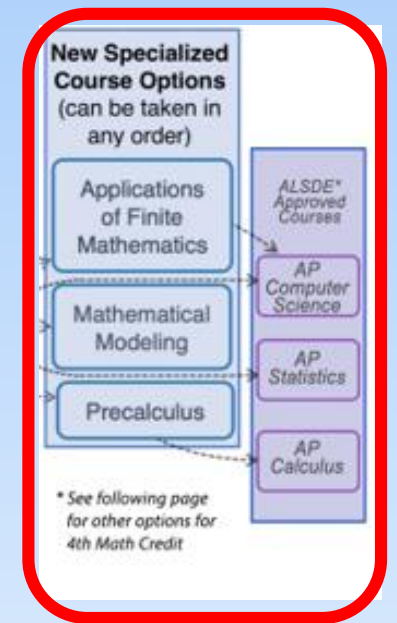 New Specialized
Course Options
(can be taken in
any order)
Applications
of Finite
Mathematics
Mathematical
Modeling
Precalculus
ALSDE*
Approved
Courses
AP
Computer
Science
AP
Statistics
AP
Calculus
* See following page
for other options for
4th Math Credit